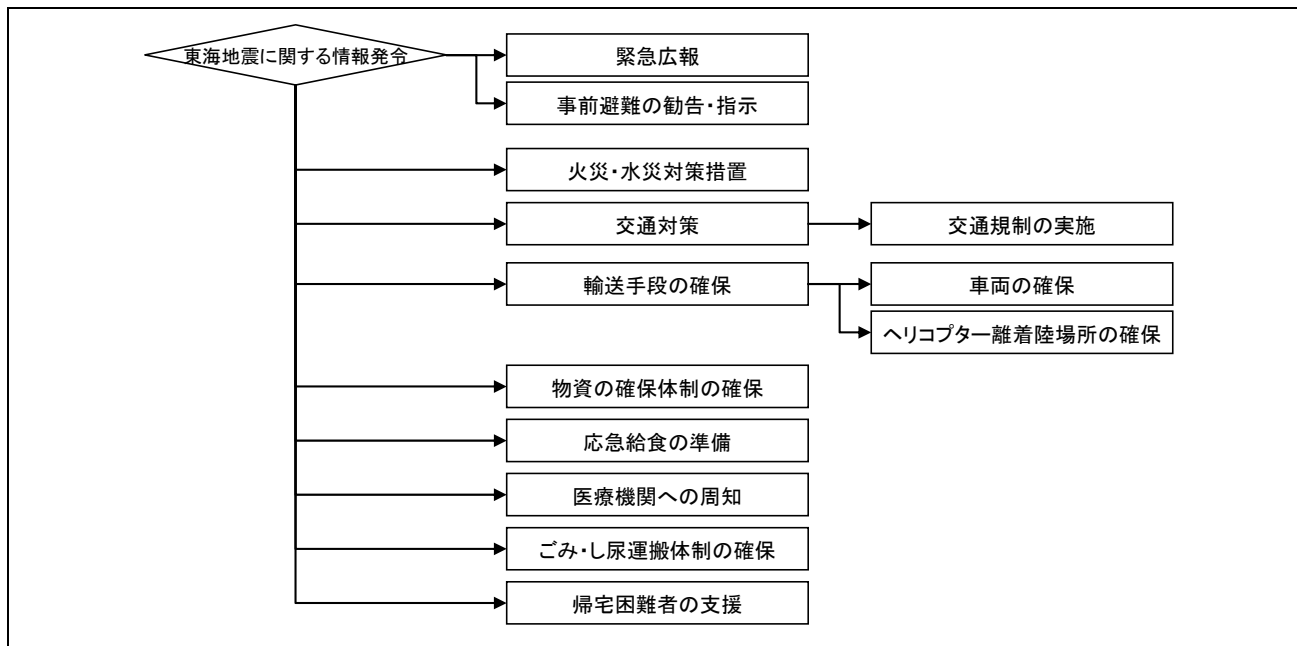 東海地震に関する情報発令
緊急広報
事前避難の勧告・指示
火災・水災対策措置
交通対策
交通規制の実施
輸送手段の確保
車両の確保
ヘリコプター離着陸場所の確保
物資の確保体制の確保
応急給食の準備
医療機関への周知
ごみ・し尿運搬体制の確保
帰宅困難者の支援